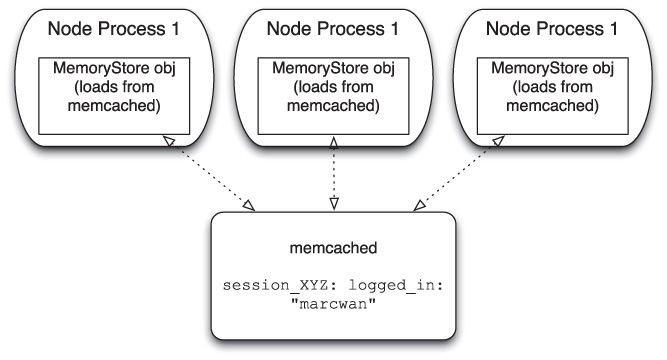 Node Process 1
MemoryStore obj
(loads from
memcached)
Node Process 1
MemoryStore obj
(loads from
memcached)
Node Process 1
MemoryStore obj
(loads from
memcached)
memcached
session_XYZ: logged_in:
"marcwan"